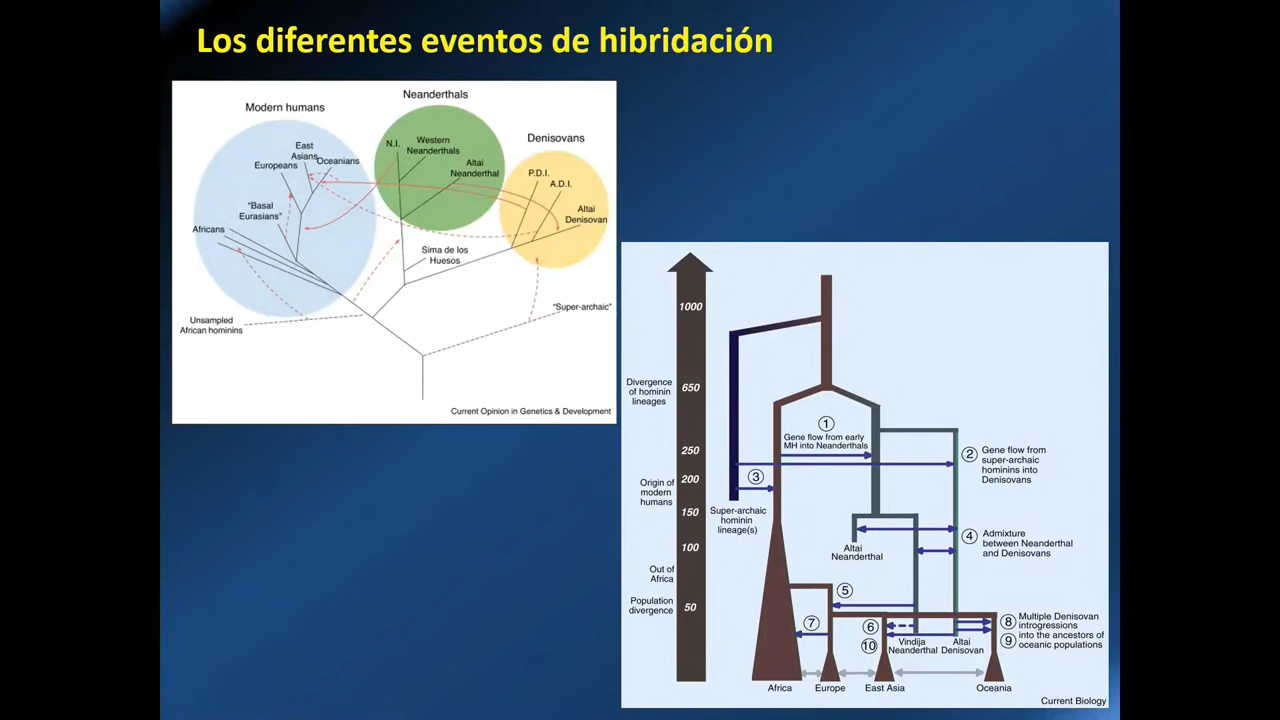 Los diferentes eventos de hibridación
Modern humans
Neanderthals
Denisovans
N.I.
Western
Neanderthals
Altai
Neanderthal
East
Asians
Oceanians
Europeans
"Basal
Eurasians"
Africans
P.D.I.
A.D.I.
Altai
Denisovan
Sima de los
Huesos
"Super-archaic"
Unsampled
African hominins
Current Opinion in Genetics & Development
1000
Divergence
of hominin
lineages
650
250
200
Origin of
modern
humans
150
100
Out of
Africa
Population
divergence
50
1
Gene flow from early
MH into Neanderthals
2
Gene flow from
super-archaic
hominins into
Denisovans
3
Super-archaic
hominin
lineage(s)
4
Admixture
between Neanderthal
and Denisovans
Altai
Neanderthal
5
6
7
10
Vindija
Neanderthal
Altai
Denisovan
8
9
Multiple Denisovan
introgressions
into the ancestors of
oceanic populations
Africa
Europe
East Asia
Oceania
Current Biology